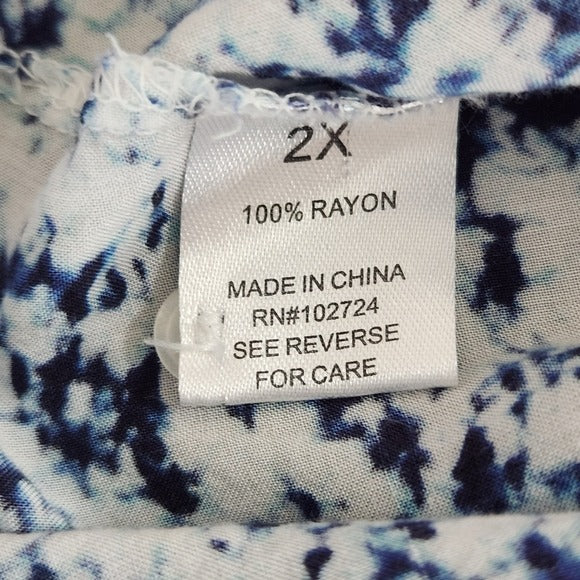 2X
100% RAYON
MADE IN CHINA
RN#102724
SEE REVERSE
FOR CARE